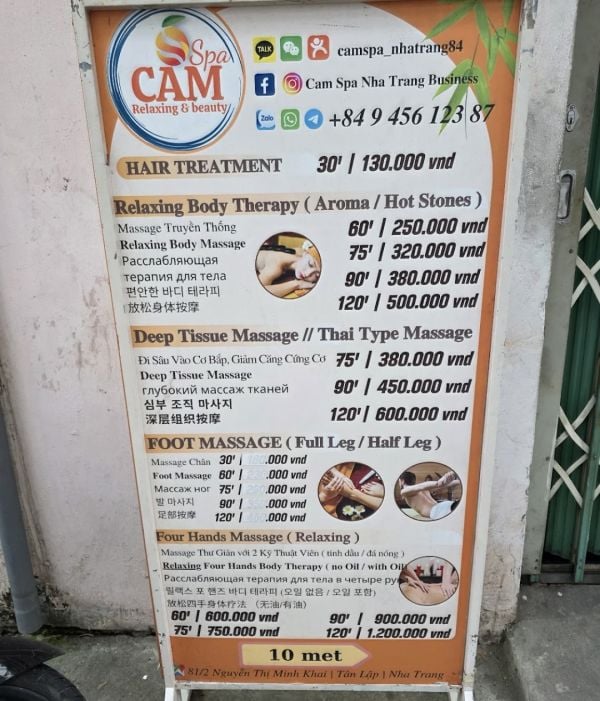 Spa
CAM
Relaxing & beauty
TALK
camspa_nhatrang84
Cam Spa Nha Trang Business
Zalo
+84 9 456 123 87
HAIR TREATMENT 30' | 130.000 vnd
Relaxing Body Therapy ( Aroma / Hot Stones )
Massage Truyền Thống 60' | 250.000 vnd
Relaxing Body Massage 75' | 320.000 vnd
Расслабляющая
терапия для тела 90' | 380.000 vnd
편안한 바디 테라피
放松身体按摩 120' | 500.000 vnd
Deep Tissue Massage // Thai Type Massage
Đi Sâu Vào Cơ Bắp, Giảm Căng Cứng Cơ 75' | 380.000 vnd
Deep Tissue Massage
глубокий массаж тканей 90' | 450.000 vnd
심부 조직 마사지
深层组织按摩 120' | 600.000 vnd
FOOT MASSAGE ( Full Leg / Half Leg )
Massage Chân 30' | .000 vnd
Foot Massage 60' | .000 vnd
Массаж ног 75' | .000 vnd
발 마사지 90' | .000 vnd
足部按摩 120' | .000 vnd
Four Hands Massage ( Relaxing )
Massage Thư Giãn với 2 Kỹ Thuật Viên ( tinh dầu / đá nóng )
Relaxing Four Hands Body Therapy ( no Oil / with Oil
Расслабляющая терапия для тела в четыре ру
릴랙스 포 핸즈 바디 테라피 (오일 없음 / 오일 포함)
放松四手身体疗法 （无油/有油）
60' | 600.000 vnd 90' | 900.000 vnd
75' | 750.000 vnd 120' | 1.200.000 vnd
10 met
81/2 Nguyễn Thị Minh Khai | Tân Lập | Nha Trang